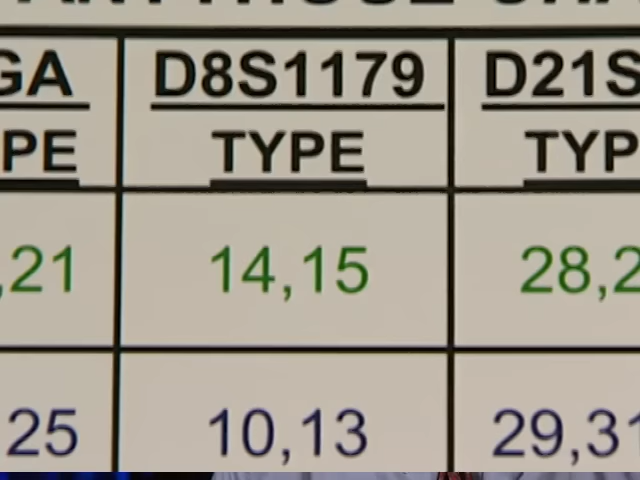 GA D8S1179 D21S
PE TYPE TYP
,21 14,15 28,2
25 10,13 29,31